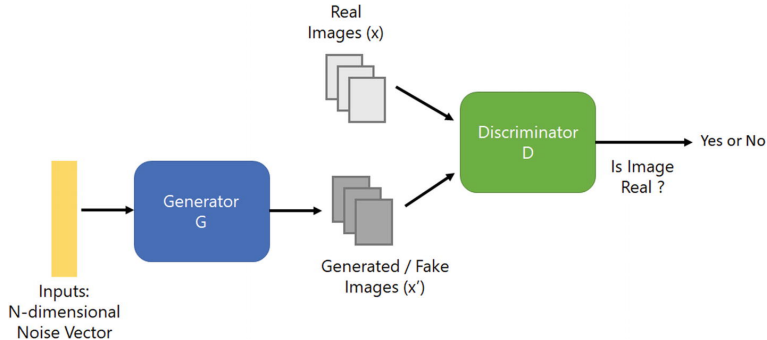 Real
Images (x)
Discriminator
D
Yes or No
Is Image
Real ?
Generator
G
Generated / Fake
Images (x’)
Inputs:
N-dimensional
Noise Vector